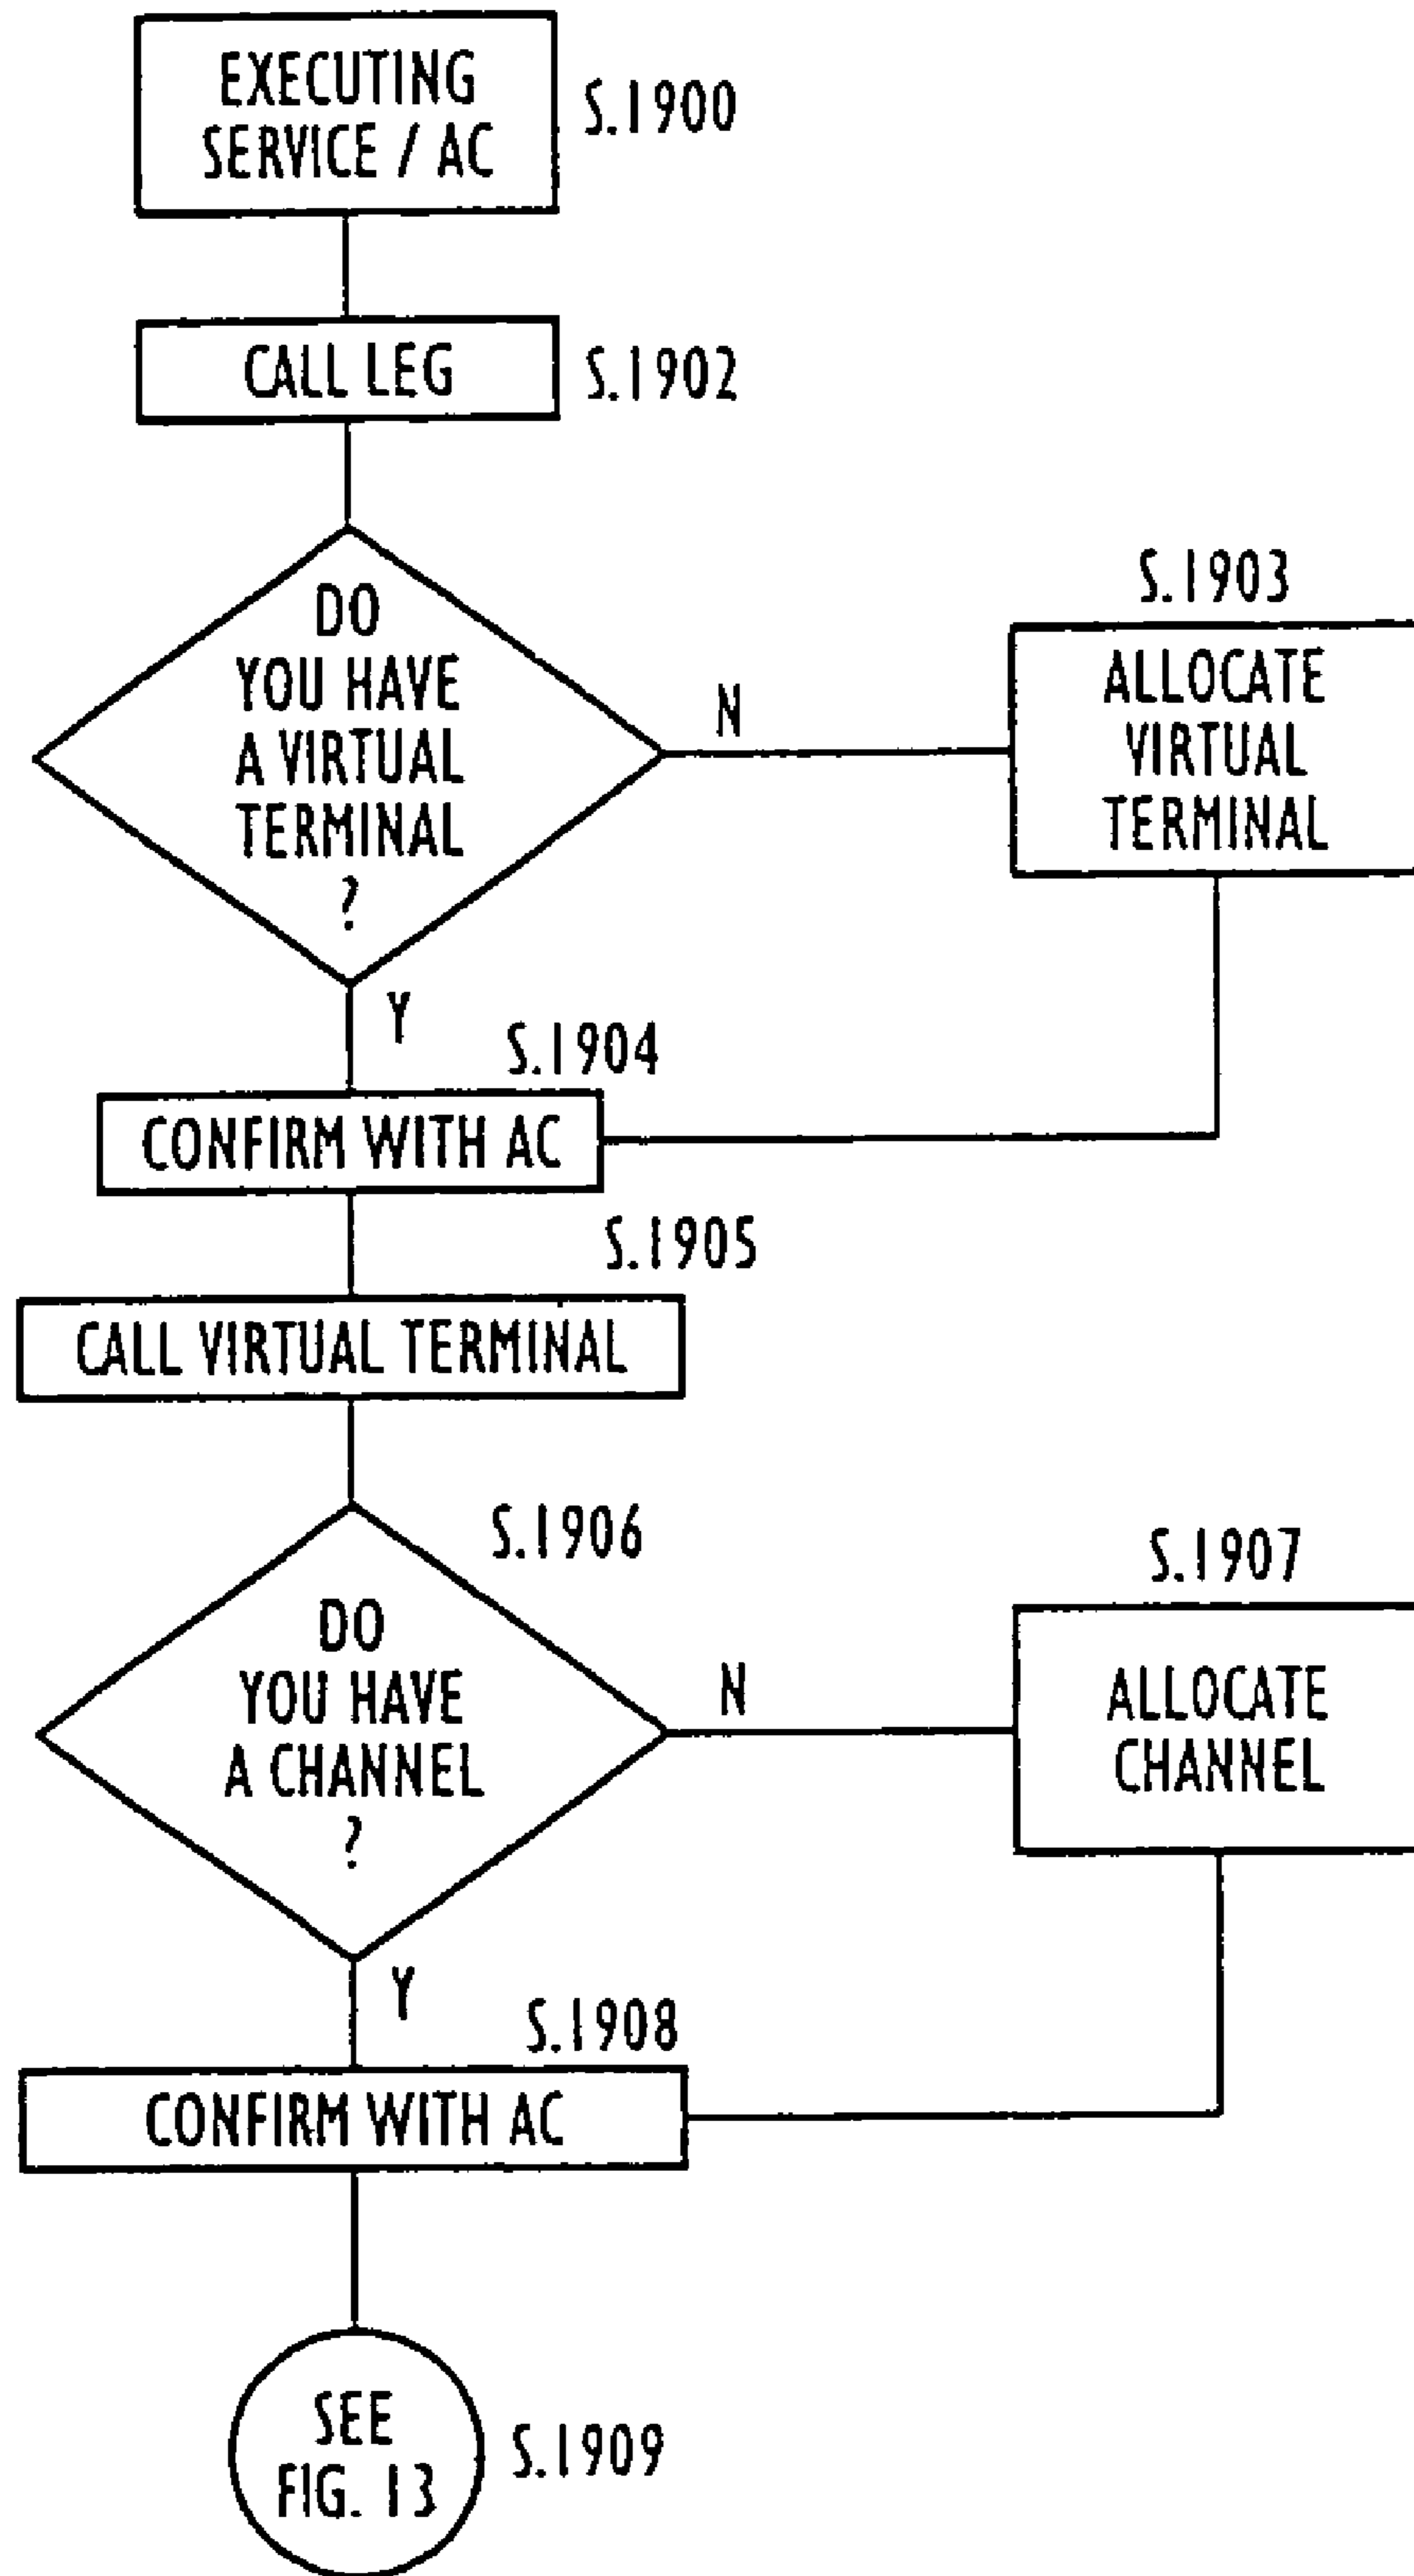 EXECUTING
SERVICE / AC
S.1900
CALL LEG
S.1902
DO
YOU HAVE
A VIRTUAL
TERMINAL
?
N
S.1903
ALLOCATE
VIRTUAL
TERMINAL
Y
S.1904
CONFIRM WITH AC
S.1905
CALL VIRTUAL TERMINAL
S.1906
DO
YOU HAVE
A CHANNEL
?
N
S.1907
ALLOCATE
CHANNEL
Y
S.1908
CONFIRM WITH AC
SEE
FIG. 13
S.1909